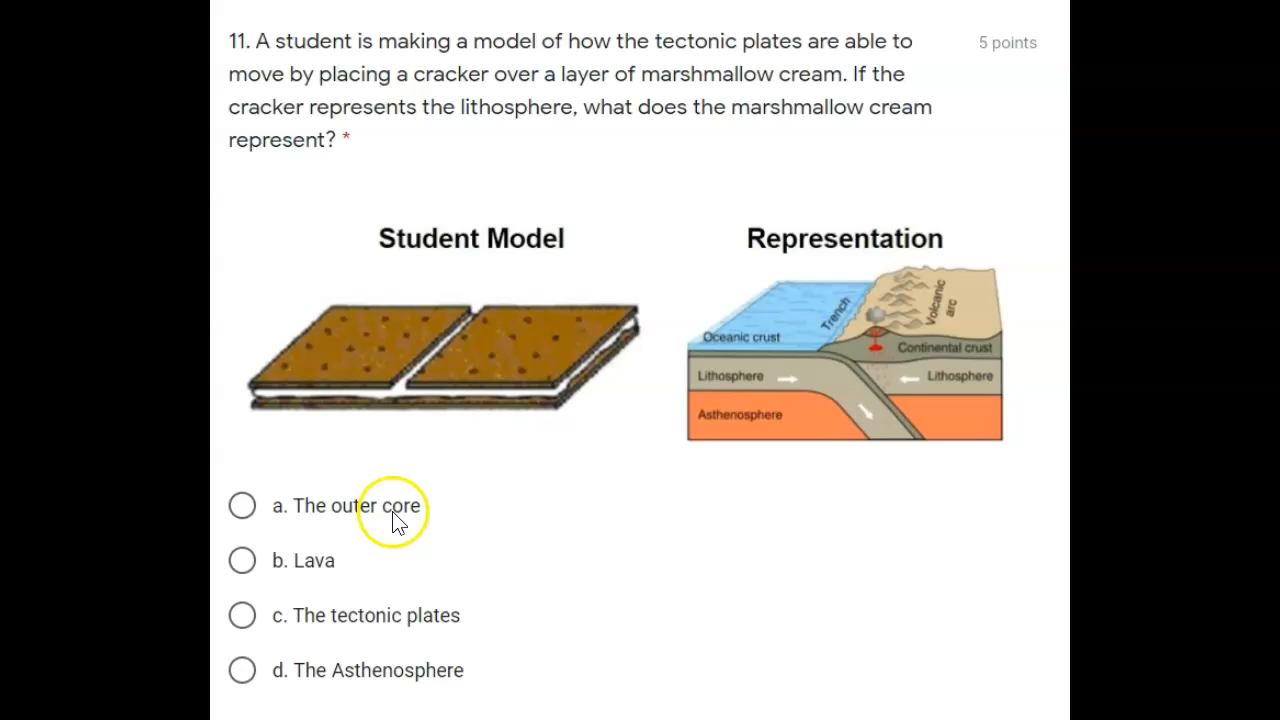 11. A student is making a model of how the tectonic plates are able to
5 points
move by placing a cracker over a layer of marshmallow cream. If the
cracker represents the lithosphere, what does the marshmallow cream
represent? *
Student Model
Representation
Trench
Volcanic
arc
Oceanic crust
Continental crust
Lithosphere
Lithosphere
Asthenosphere
a. The outer core
b. Lava
c. The tectonic plates
d. The Asthenosphere